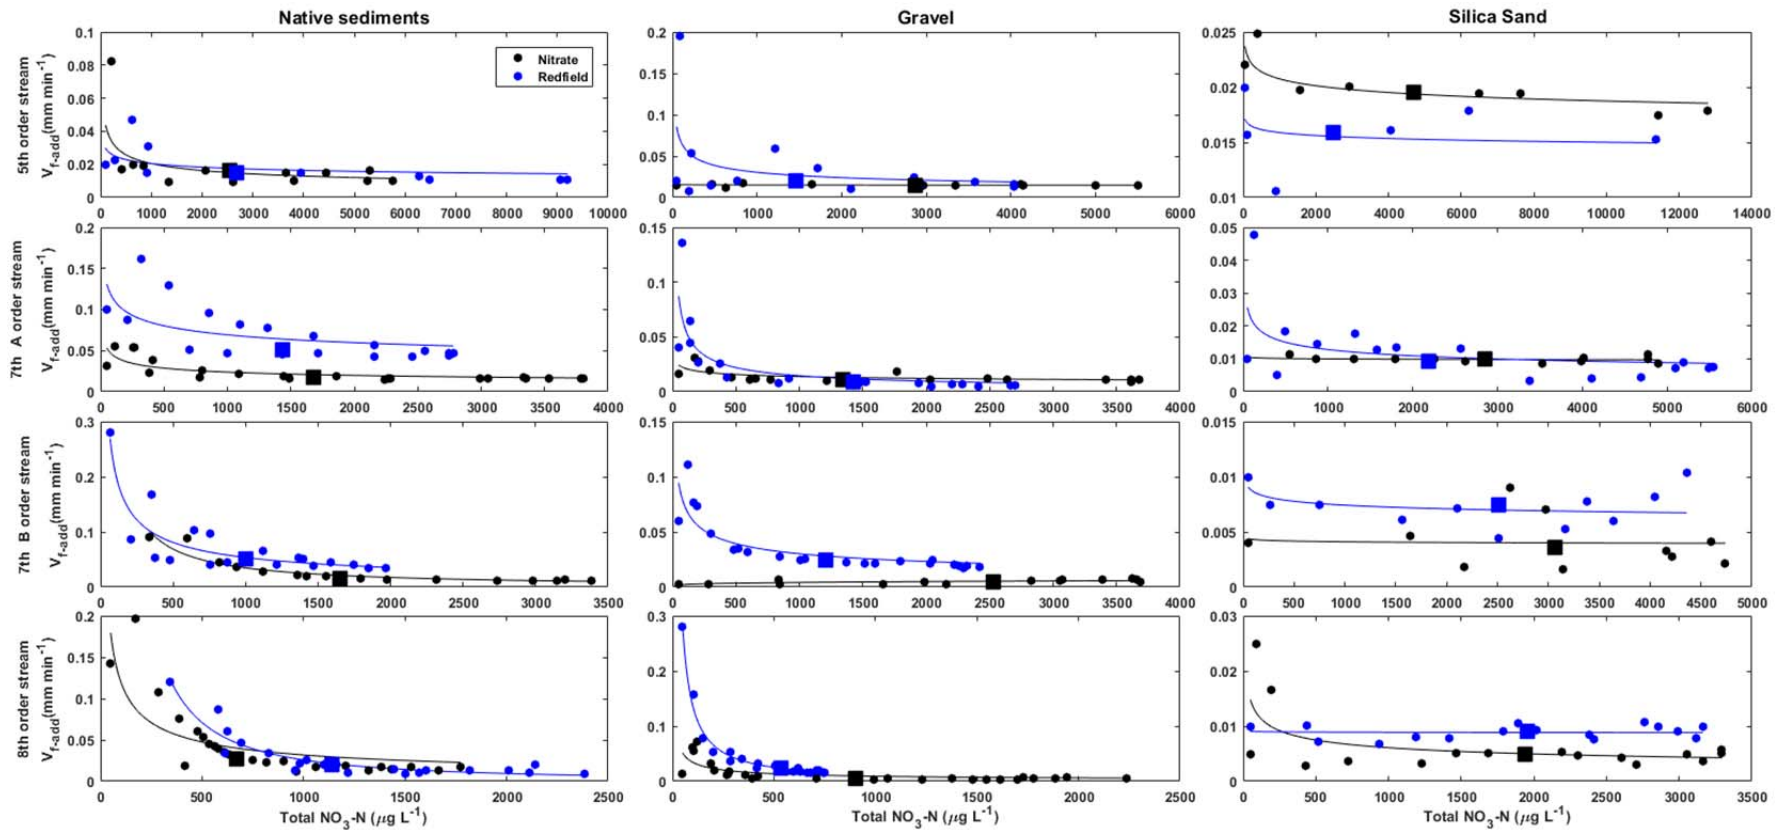 Native sediments Gravel Silica Sand
5th order stream
V_f-add(mm min^-1)
0.1 0.08 0.06 0.04 0.02 0
0 1000 2000 3000 4000 5000 6000 7000 8000 9000 10000
Nitrate
Redfield
0.2 0.15 0.1 0.05 0
0 1000 2000 3000 4000 5000 6000
0.025 0.02 0.015 0.01
0 2000 4000 6000 8000 10000 12000 14000
7th A order stream
V_f-add(mm min^-1)
0.2 0.15 0.1 0.05 0
0 500 1000 1500 2000 2500 3000 3500 4000
0.15 0.1 0.05 0
0 500 1000 1500 2000 2500 3000 3500 4000
0.05 0.04 0.03 0.02 0.01 0
0 1000 2000 3000 4000 5000 6000
7th B order stream
V_f-add(mm min^-1)
0.3 0.2 0.1 0
0 500 1000 1500 2000 2500 3000 3500
0.15 0.1 0.05 0
0 500 1000 1500 2000 2500 3000 3500 4000
0.015 0.01 0.005 0
0 500 1000 1500 2000 2500 3000 3500 4000 4500 5000
8th order stream
V_f-add(mm min^-1)
0.2 0.15 0.1 0.05 0
0 500 1000 1500 2000 2500
Total NO_3-N (μg L^-1)
0.3 0.2 0.1 0
0 500 1000 1500 2000 2500
Total NO_3-N (μg L^-1)
0.03 0.02 0.01 0
0 500 1000 1500 2000 2500 3000 3500
Total NO_3-N (μg L^-1)